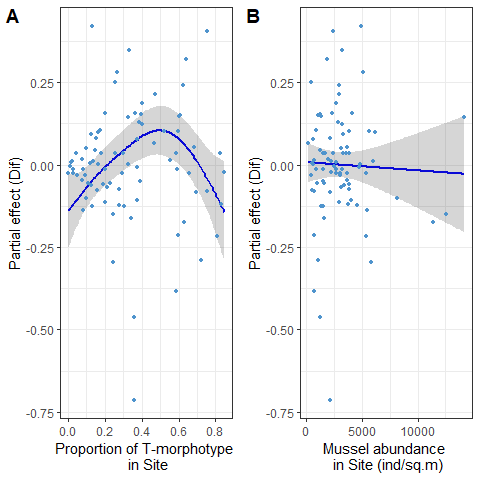 A
B
Partial effect (Dif)
0.25
0.00
-0.25
-0.50
-0.75
0.0 0.2 0.4 0.6 0.8
Proportion of T-morphotype
in Site
Partial effect (Dif)
0.25
0.00
-0.25
-0.50
-0.75
0 5000 10000
Mussel abundance
in Site (ind/sq.m)